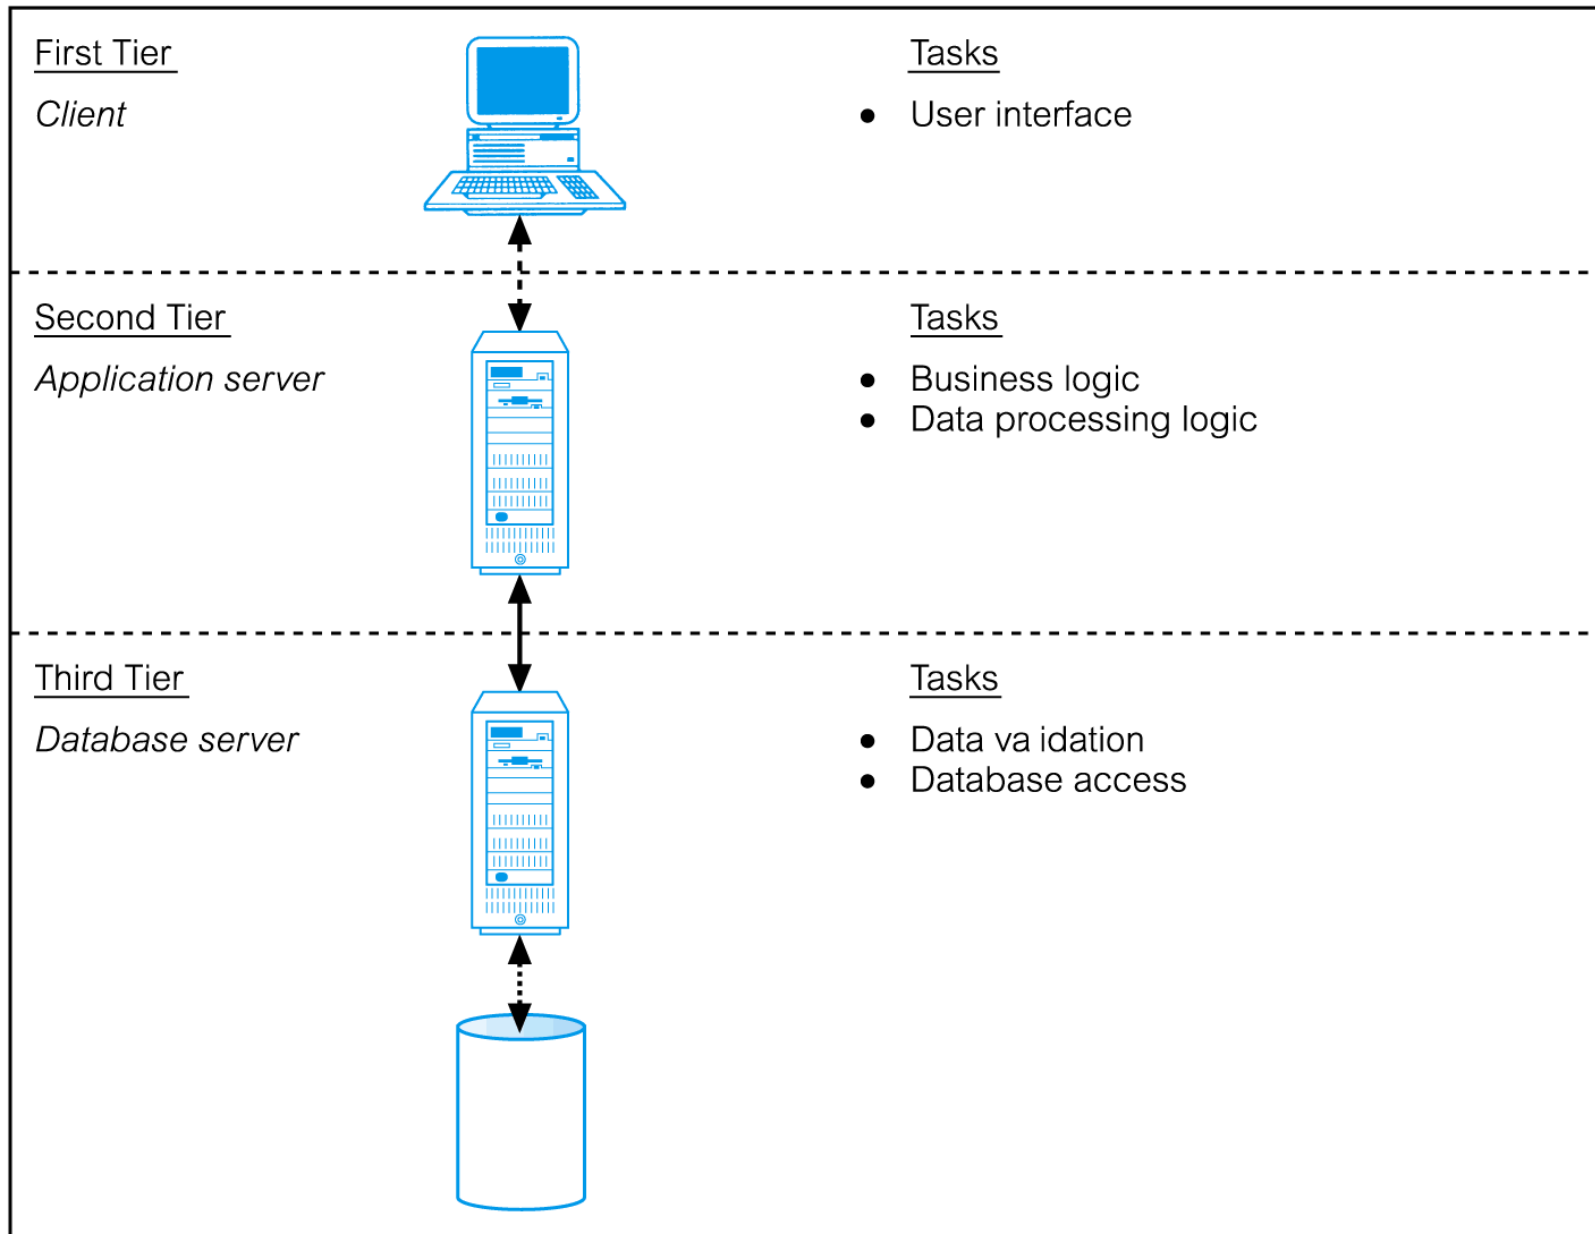 First Tier
Tasks
Client
• User interface
Second Tier
Tasks
Application server
• Business logic
• Data processing logic
Third Tier
Tasks
Database server
• Data va idation
• Database access